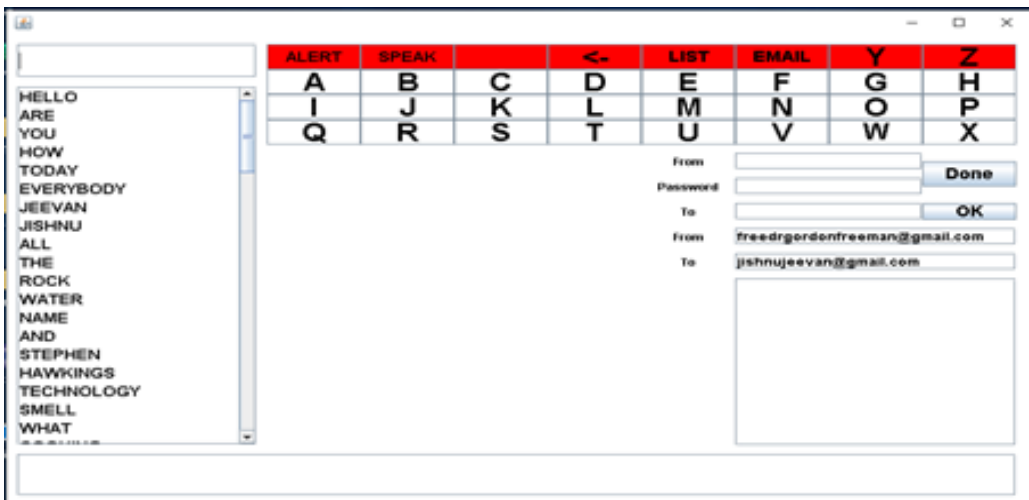 ALERT SPEAK <- LIST EMAIL Y Z
A B C D E F G H
I J K L M N O P
Q R S T U V W X
HELLO
ARE
YOU
HOW
TODAY
EVERYBODY
JEEVAN
JISHNU
ALL
THE
ROCK
WATER
NAME
AND
STEPHEN
HAWKINGS
TECHNOLOGY
SMELL
WHAT
From
Done
Password
To
OK
From freedrgordonfreeman@gmail.com
To jishnujeevan@gmail.com